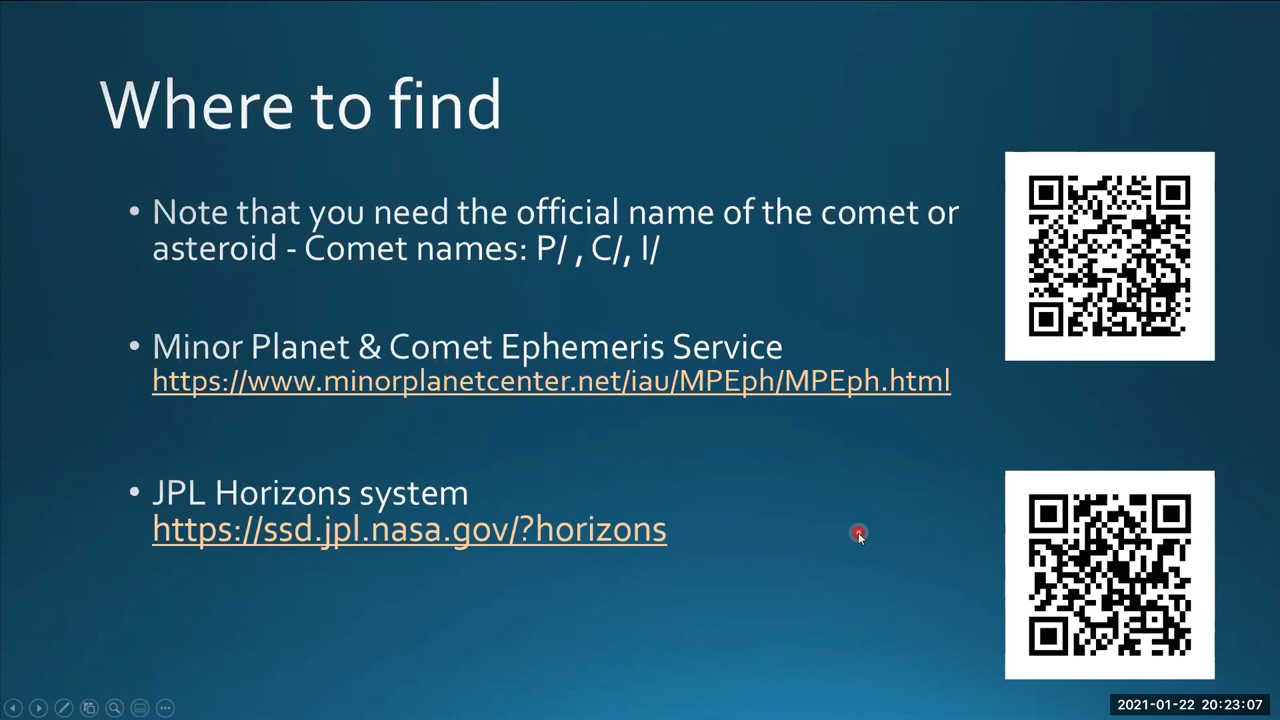 Where to find
• Note that you need the official name of the comet or
asteroid - Comet names: P/ , C/, I/
• Minor Planet & Comet Ephemeris Service
https://www.minorplanetcenter.net/iau/MPEph/MPEph.html
• JPL Horizons system
https://ssd.jpl.nasa.gov/?horizons
2021-01-22 20:23:07